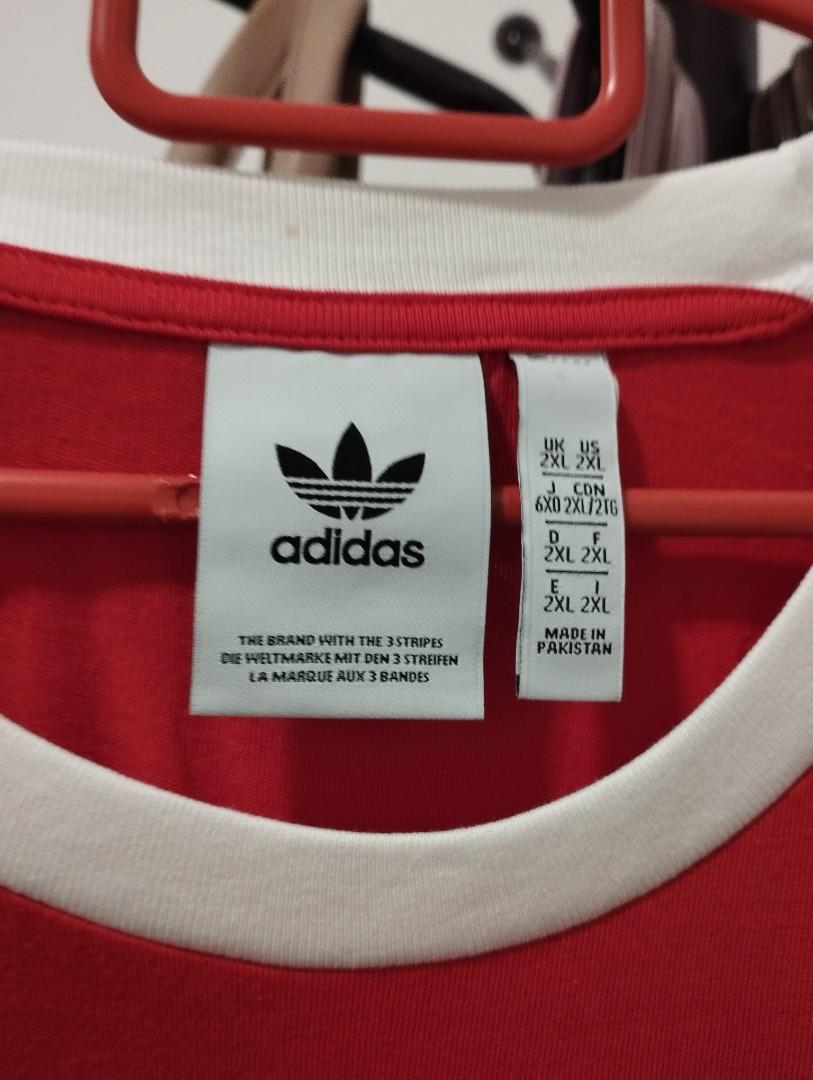 adidas
THE BRAND WITH THE 3 STRIPES
DIE WELTMARKE MIT DEN 3 STREIFEN
LA MARQUE AUX 3 BANDES
UK US
2XL 2XL
J CDN
6XO 2XL/2TG
D F
2XL 2XL
E I
2XL 2XL
MADE IN
PAKISTAN